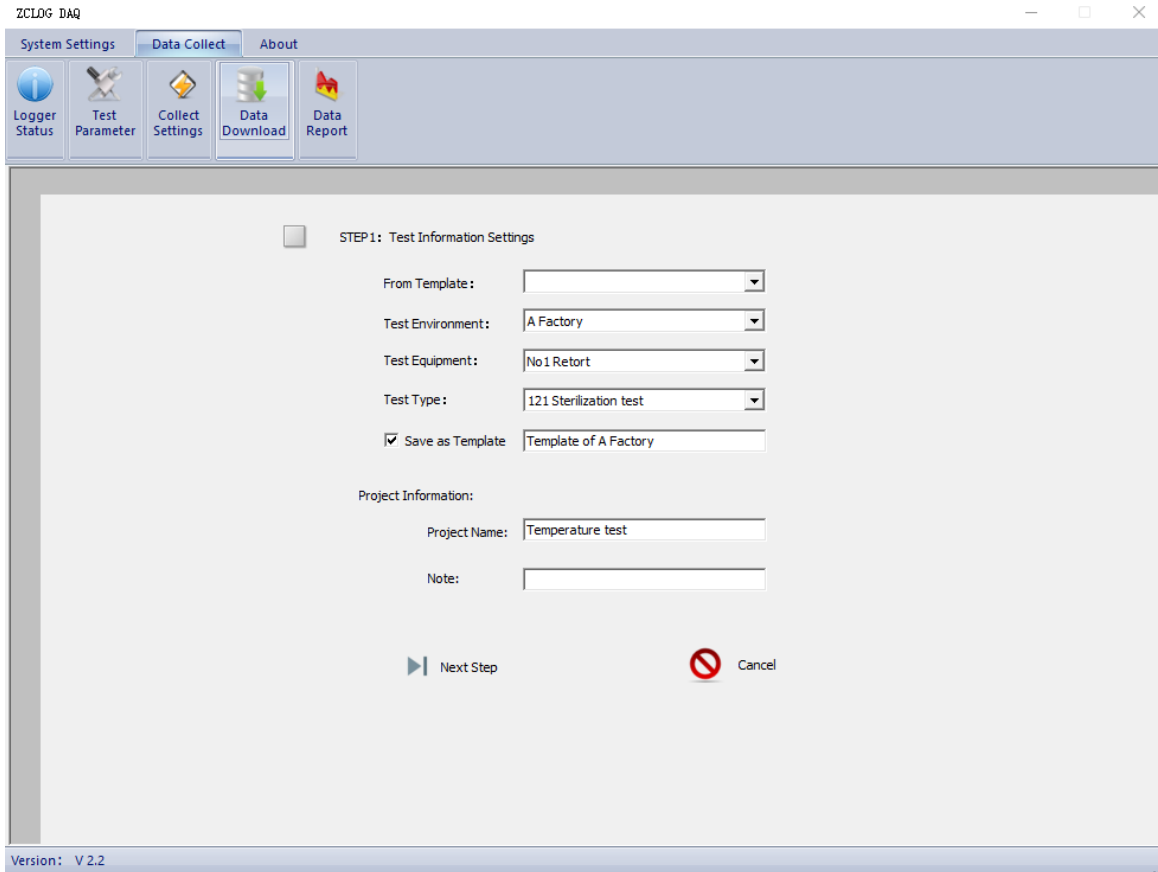 ZCLOG DAQ
System Settings Data Collect About
Logger Status
Test Parameter
Collect Settings
Data Download
Data Report
STEP1: Test Information Settings
From Template:
Test Environment: A Factory
Test Equipment: No1 Retort
Test Type: 121 Sterilization test
Save as Template Template of A Factory
Project Information:
Project Name: Temperature test
Note:
Next Step Cancel
Version: V 2.2